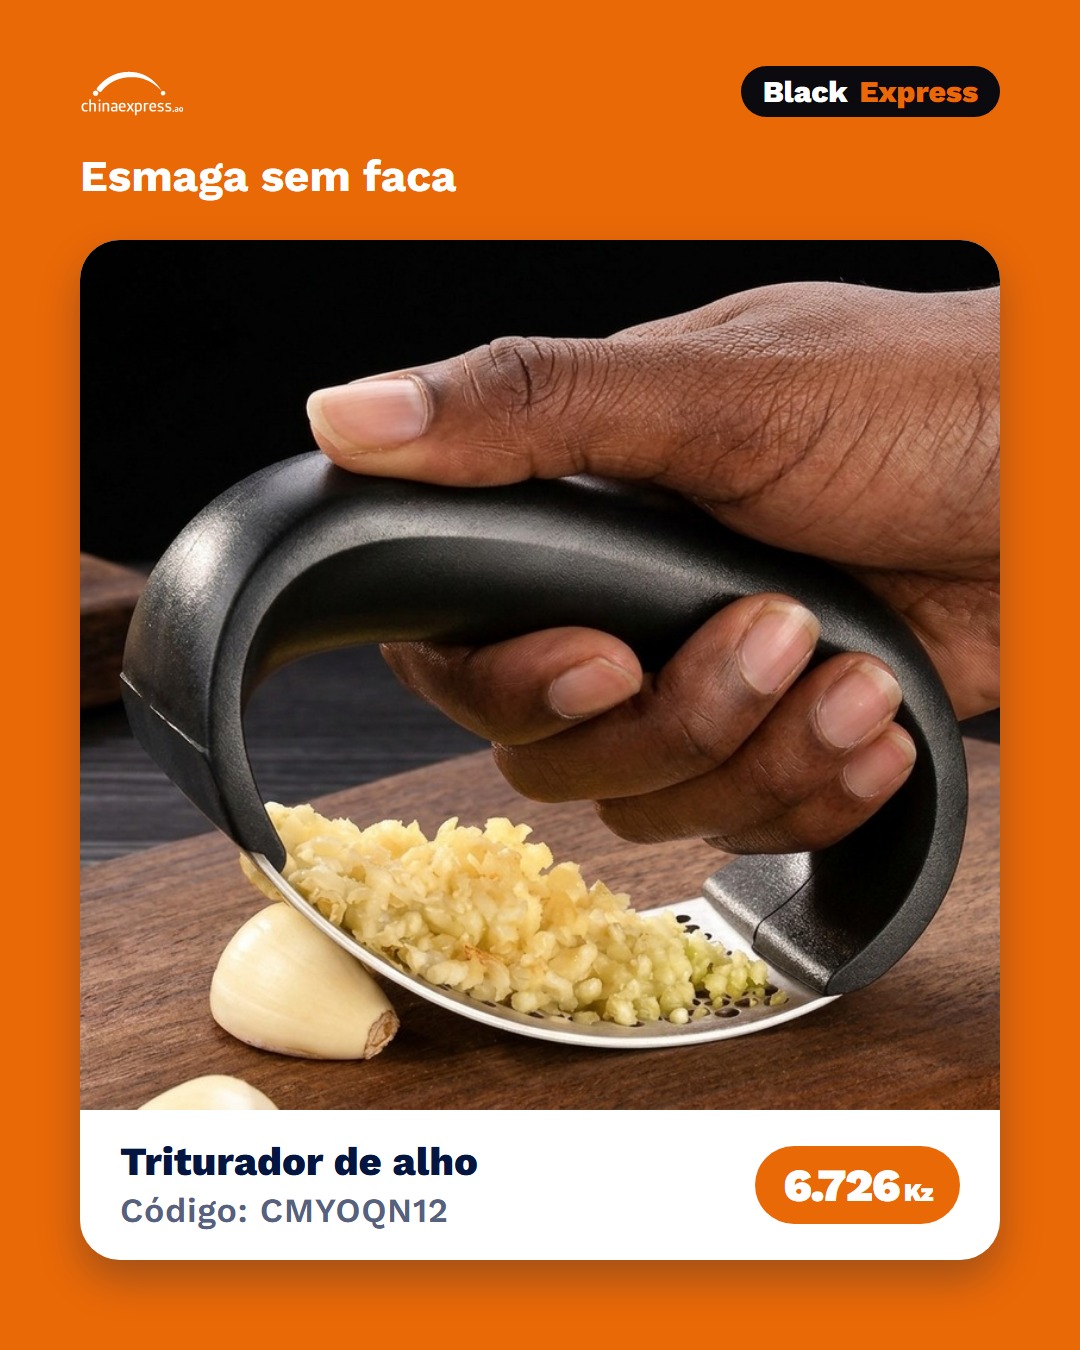 chinaexpress.ao
Black Express
Esmaga sem faca
Triturador de alho
Código: CMYOQN12
6.726 Kz